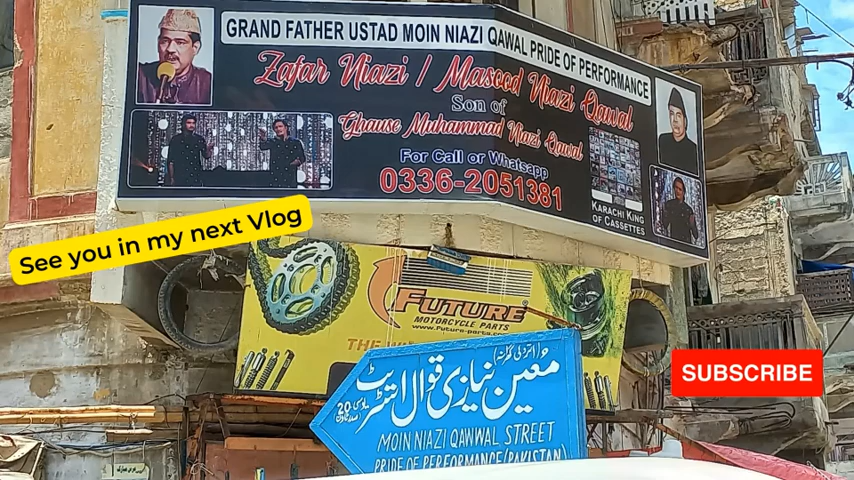 GRAND FATHER USTAD MOIN NIAZI QAWAL PRIDE OF PERFORMANCE
Zafar Niazi / Masood Niazi Qawal
Son of
Ghause Muhammad Niazi Qawal
For Call or Whatsapp
0336-2051381
KARACHI KING
OF CASSETTES
See you in my next Vlog
FUTURE
MOTORCYCLE PARTS
www.Future-parts.com
THE
SUBSCRIBE
مُعین نیازی قوال اسٹریٹ
MOIN NIAZI QAWWAL STREET
PRIDE OF PERFORMANCE (PAKISTAN)